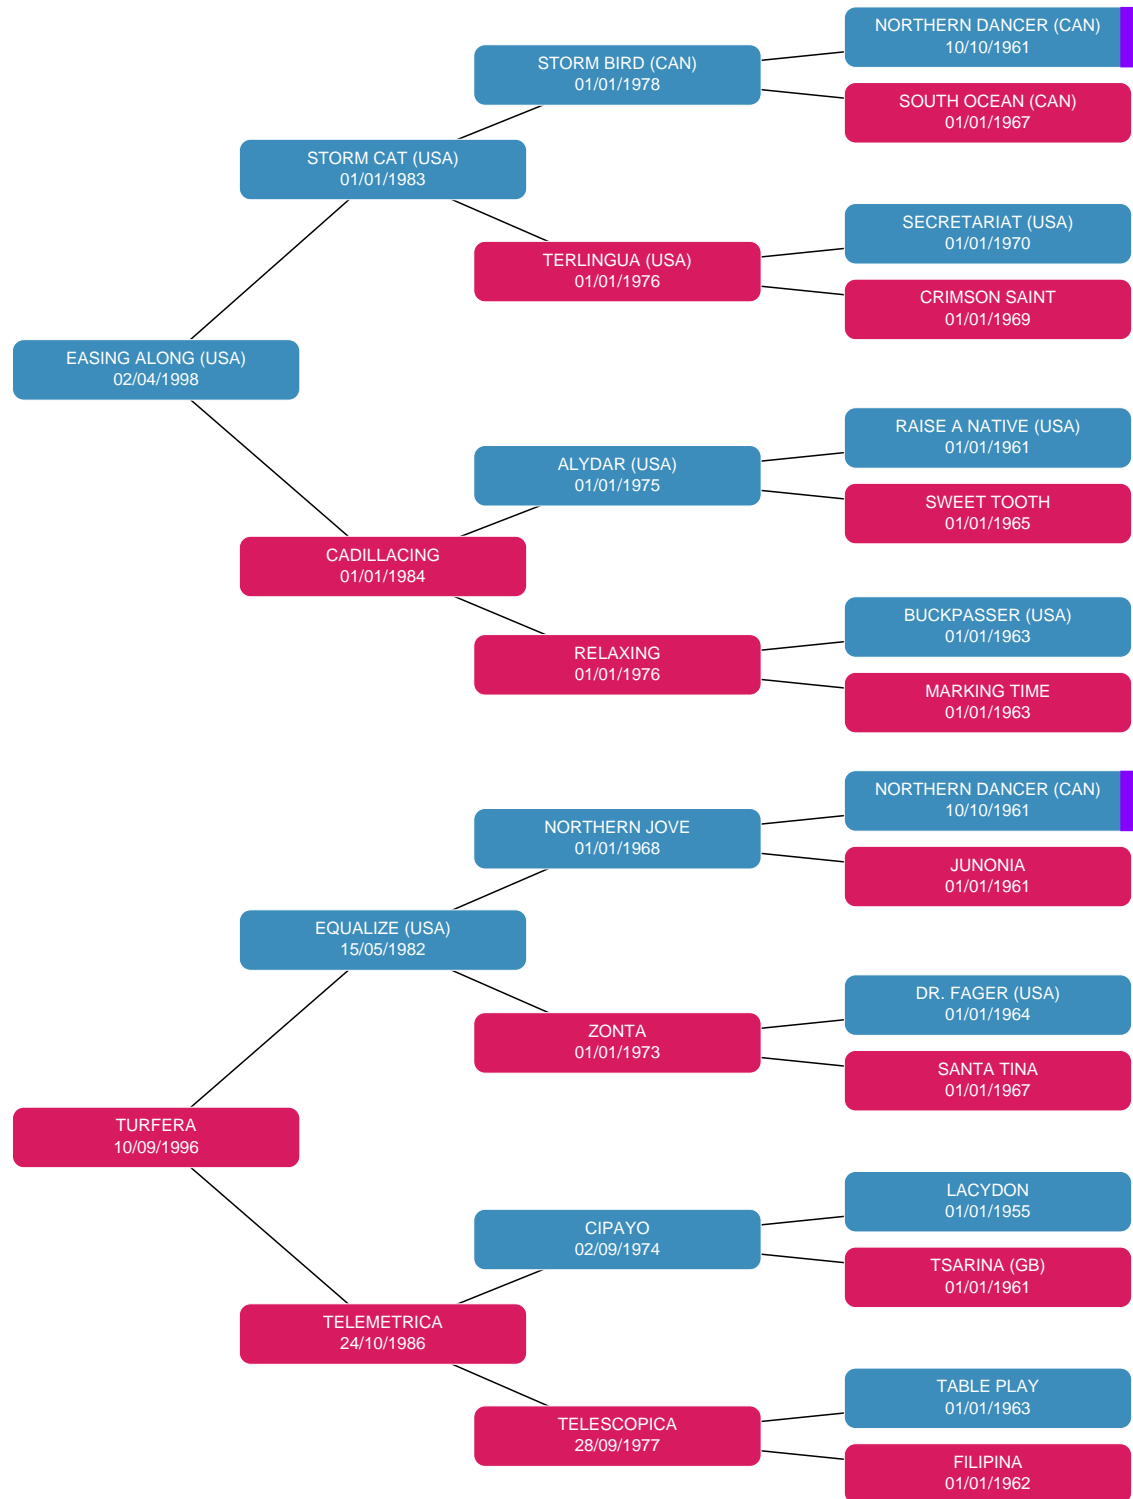 NORTHERN DANCER (CAN)
10/10/1961
STORM BIRD (CAN)
01/01/1978
SOUTH OCEAN (CAN)
01/01/1967
STORM CAT (USA)
01/01/1983
SECRETARIAT (USA)
01/01/1970
TERLINGUA (USA)
01/01/1976
CRIMSON SAINT
01/01/1969
EASING ALONG (USA)
02/04/1998
RAISE A NATIVE (USA)
01/01/1961
ALYDAR (USA)
01/01/1975
SWEET TOOTH
01/01/1965
CADILLACING
01/01/1984
BUCKPASSER (USA)
01/01/1963
RELAXING
01/01/1976
MARKING TIME
01/01/1963
NORTHERN DANCER (CAN)
10/10/1961
NORTHERN JOVE
01/01/1968
JUNONIA
01/01/1961
EQUALIZE (USA)
15/05/1982
DR. FAGER (USA)
01/01/1964
ZONTA
01/01/1973
SANTA TINA
01/01/1967
TURFERA
10/09/1996
LACYDON
01/01/1955
CIPAYO
02/09/1974
TSARINA (GB)
01/01/1961
TELEMETRICA
24/10/1986
TABLE PLAY
01/01/1963
TELESCOPICA
28/09/1977
FILIPINA
01/01/1962